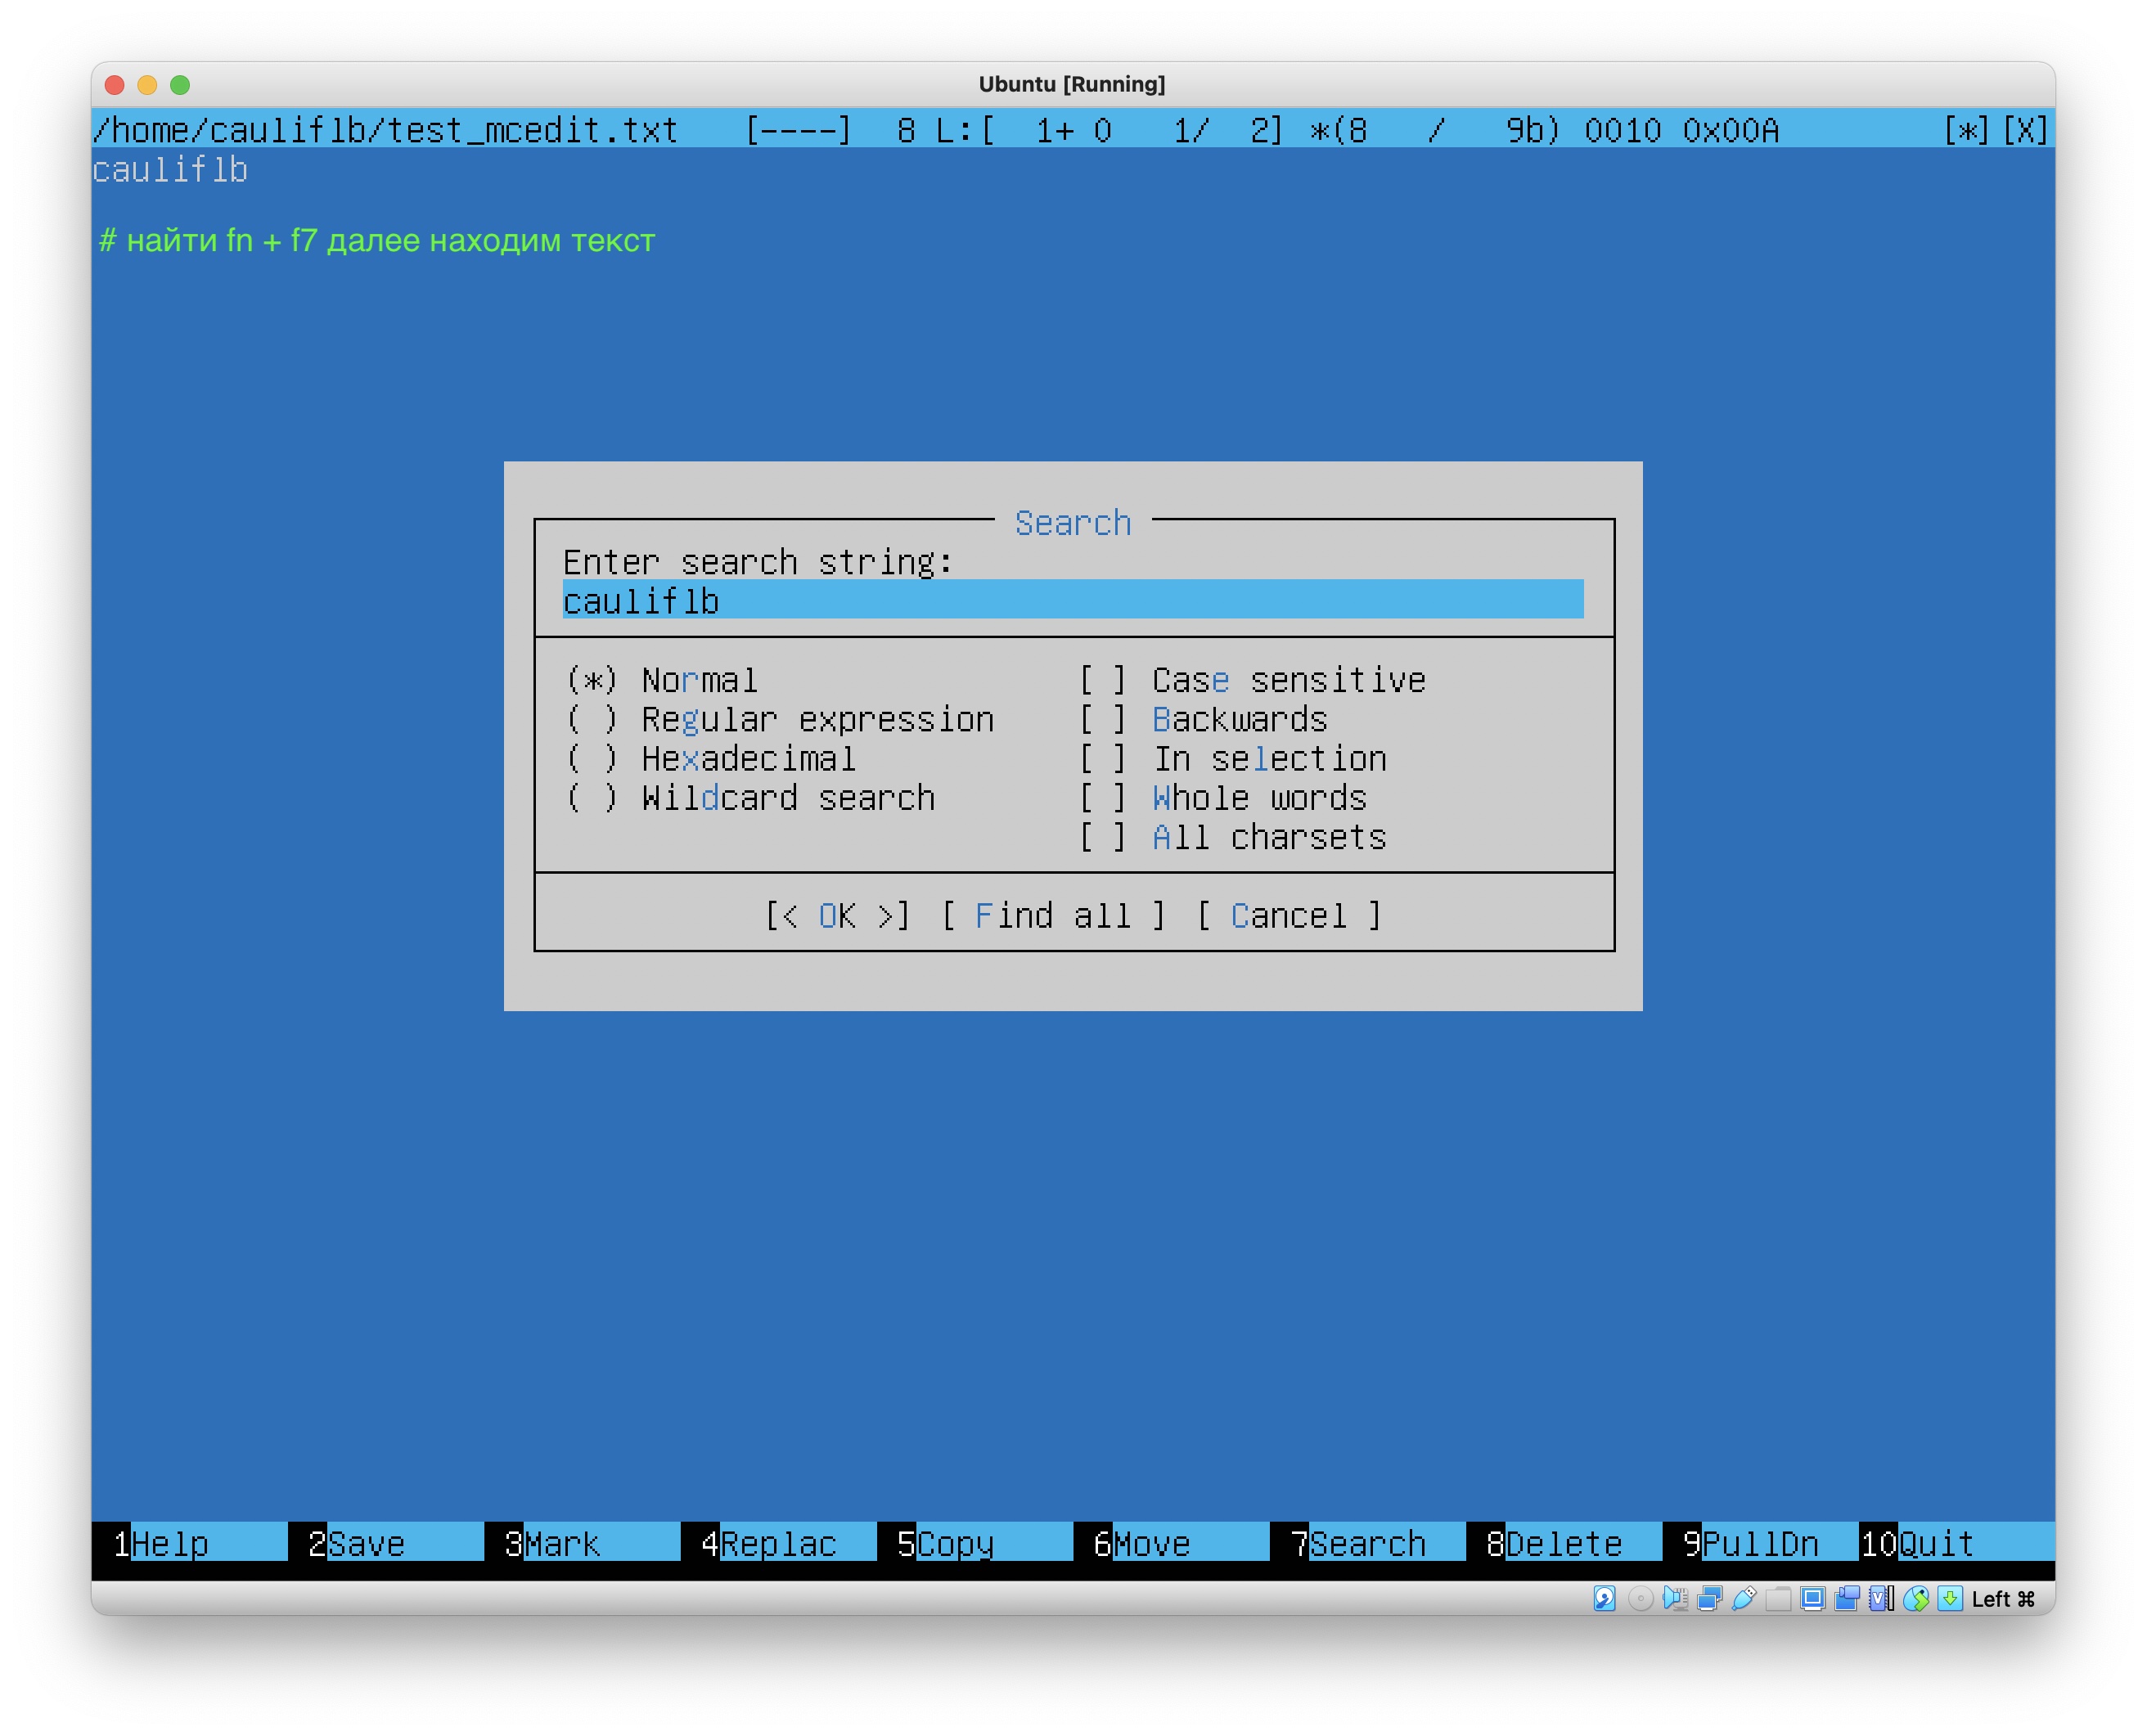 Ubuntu [Running]
/home/cauliflb/test_mcedit.txt [----] 8 L:[ 1+ 0 1/ 2] *(8 / 9b) 0010 0x00A [*][X]
cauliflb
# найти fn + f7 далее находим текст
Search
Enter search string:
cauliflb
(*) Normal [ ] Case sensitive
( ) Regular expression [ ] Backwards
( ) Hexadecimal [ ] In selection
( ) Wildcard search [ ] Whole words
[ ] All charsets
[< OK >] [ Find all ] [ Cancel ]
1Help 2Save 3Mark 4Replac 5Copy 6Move 7Search 8Delete 9PullDn 10Quit
Left ⌘